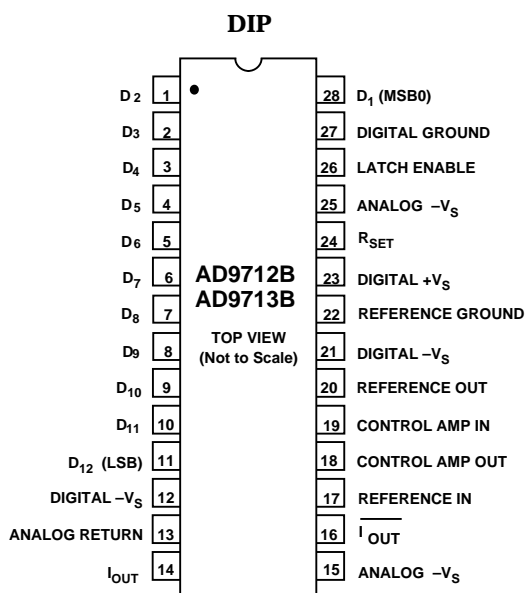 DIP
D2 1
D3 2
D4 3
D5 4
D6 5
D7 6
D8 7
D9 8
D10 9
D11 10
D12 (LSB) 11
DIGITAL –VS 12
ANALOG RETURN 13
IOUT 14
AD9712B
AD9713B
TOP VIEW
(Not to Scale)
28 D1 (MSB0)
27 DIGITAL GROUND
26 LATCH ENABLE
25 ANALOG –VS
24 RSET
23 DIGITAL +VS
22 REFERENCE GROUND
21 DIGITAL –VS
20 REFERENCE OUT
19 CONTROL AMP IN
18 CONTROL AMP OUT
17 REFERENCE IN
16 IOUT
15 ANALOG –VS